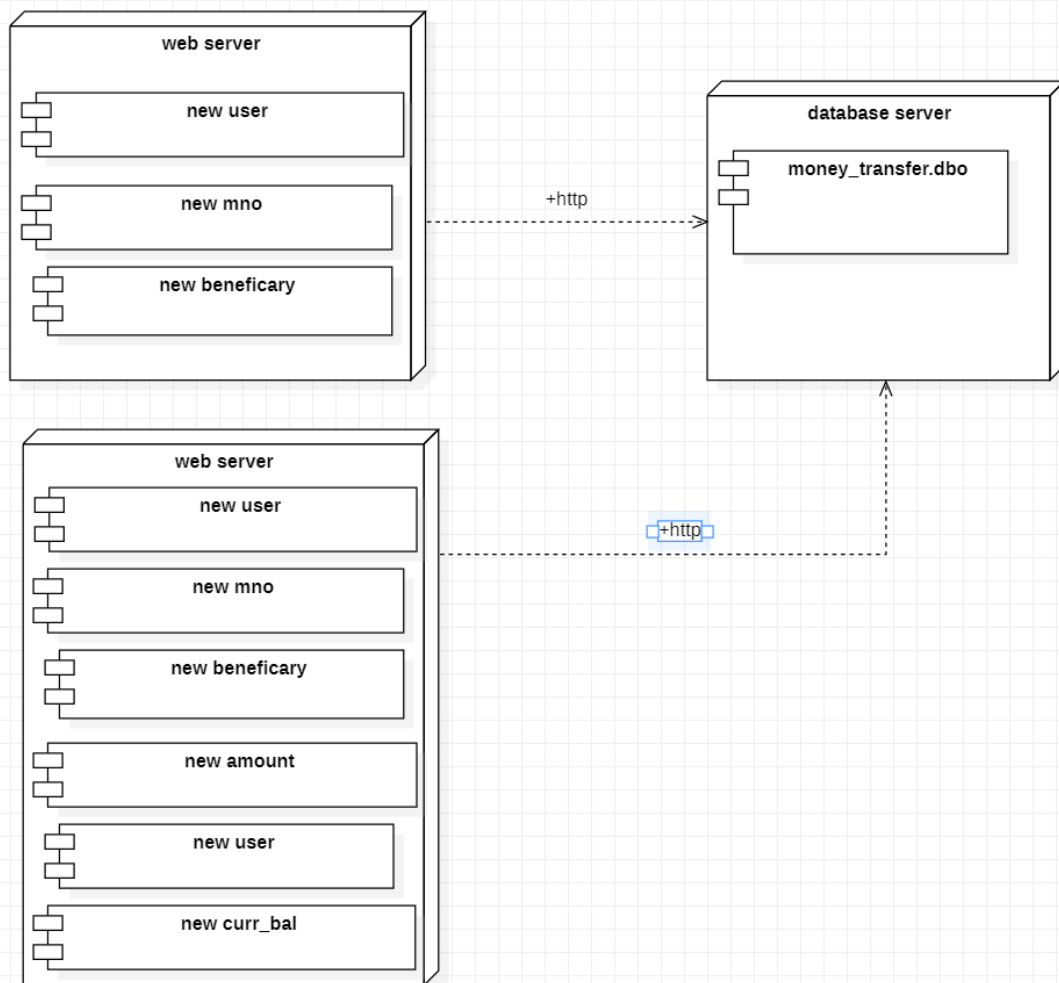 web server
new user
new mno
new beneficary
+http
database server
money_transfer.dbo
web server
new user
new mno
new beneficary
new amount
new user
new curr_bal
+http